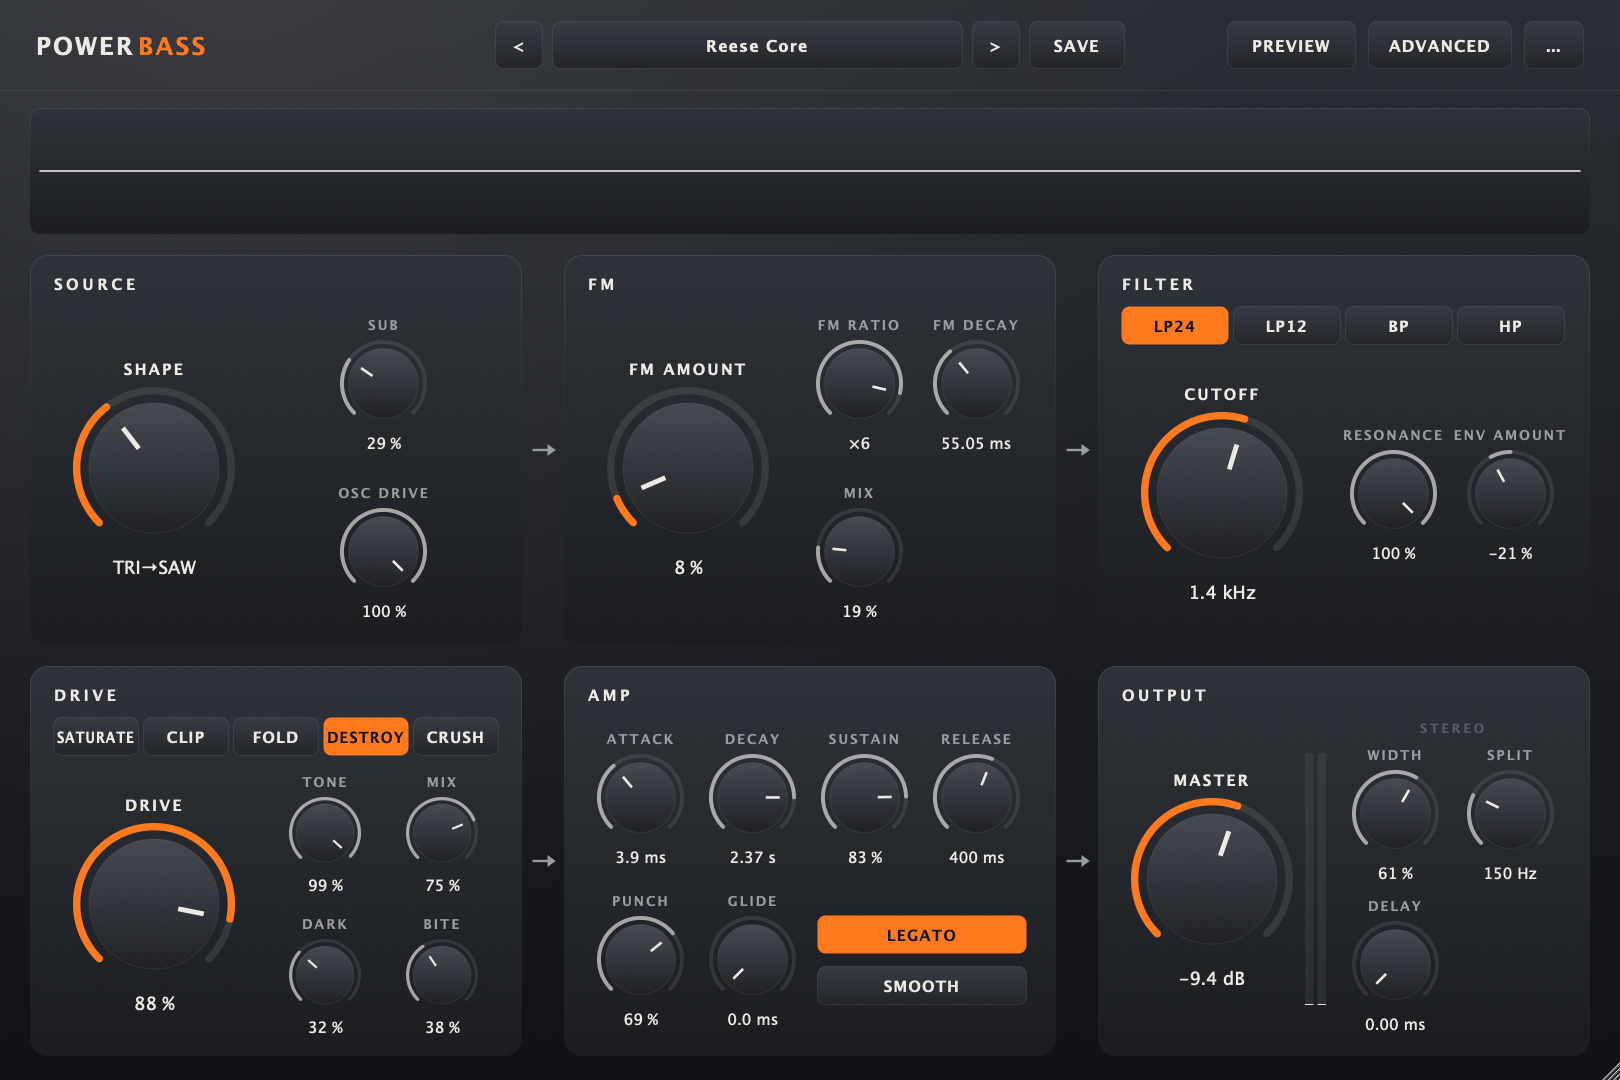 POWER BASS
<
Reese Core
>
SAVE
PREVIEW
ADVANCED
...
SOURCE
SHAPE
TRI→SAW
SUB
29 %
OSC DRIVE
100 %
FM
FM AMOUNT
8 %
FM RATIO
×6
FM DECAY
55.05 ms
MIX
19 %
FILTER
LP24
LP12
BP
HP
CUTOFF
1.4 kHz
RESONANCE
100 %
ENV AMOUNT
-21 %
DRIVE
SATURATE
CLIP
FOLD
DESTROY
CRUSH
DRIVE
88 %
TONE
99 %
MIX
75 %
DARK
32 %
BITE
38 %
AMP
ATTACK
3.9 ms
DECAY
2.37 s
SUSTAIN
83 %
RELEASE
400 ms
PUNCH
69 %
GLIDE
0.0 ms
LEGATO
SMOOTH
OUTPUT
MASTER
-9.4 dB
STEREO
WIDTH
61 %
SPLIT
150 Hz
DELAY
0.00 ms